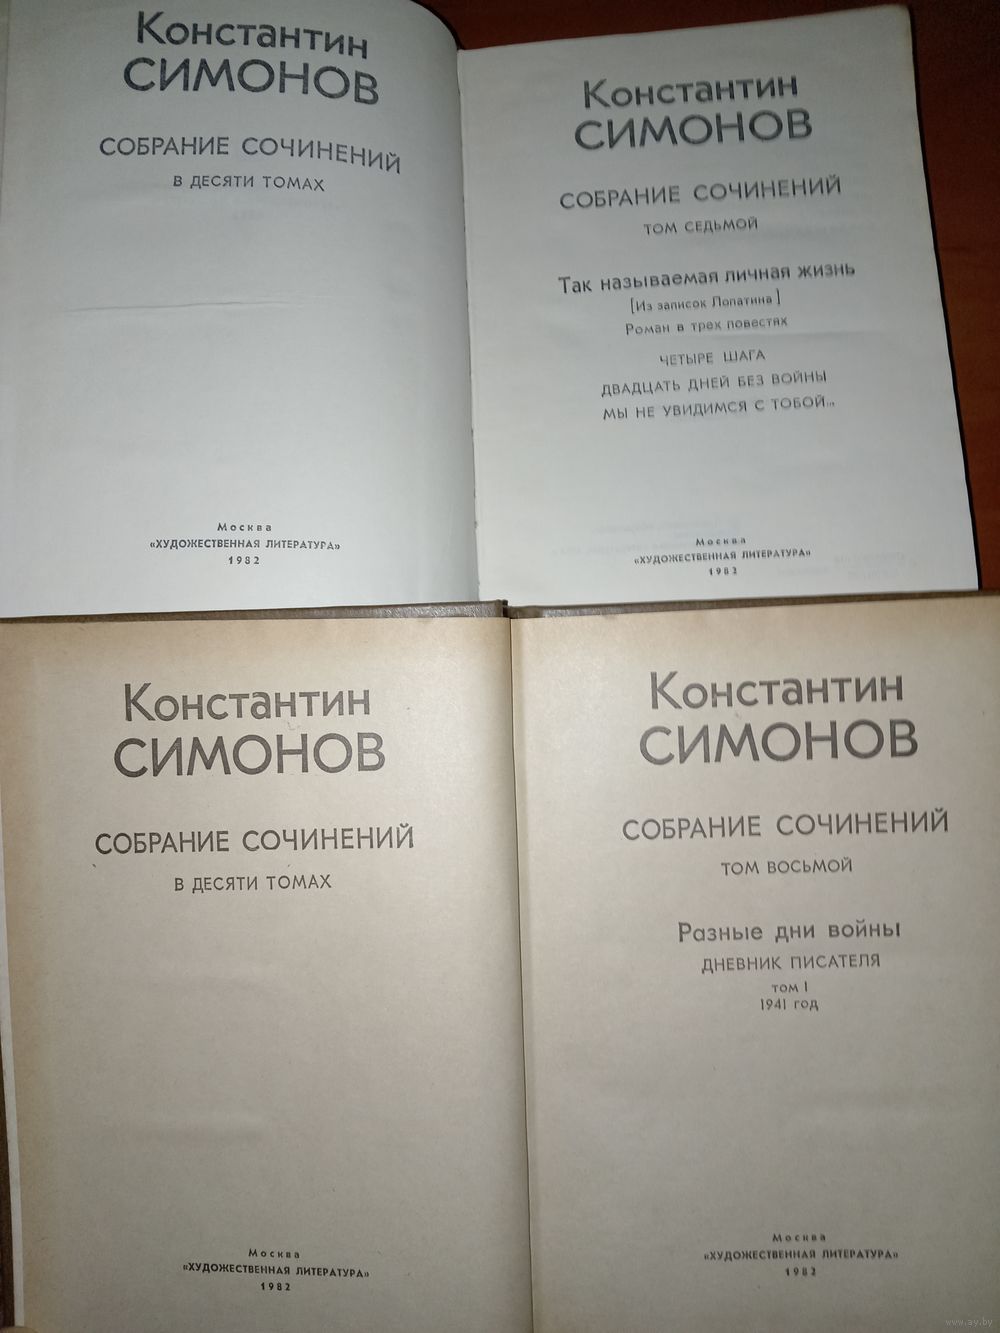 Константин
СИМОНОВ
СОБРАНИЕ СОЧИНЕНИЙ
В ДЕСЯТИ ТОМАХ
Москва
«ХУДОЖЕСТВЕННАЯ ЛИТЕРАТУРА»
1982
Константин
СИМОНОВ
СОБРАНИЕ СОЧИНЕНИЙ
ТОМ СЕДЬМОЙ
Так называемая личная жизнь
[Из записок Лопатина]
Роман в трех повестях
ЧЕТЫРЕ ШАГА
ДВАДЦАТЬ ДНЕЙ БЕЗ ВОЙНЫ
МЫ НЕ УВИДИМСЯ С ТОБОЙ...
Москва
«ХУДОЖЕСТВЕННАЯ ЛИТЕРАТУРА»
1982
Константин
СИМОНОВ
СОБРАНИЕ СОЧИНЕНИЙ
В ДЕСЯТИ ТОМАХ
Москва
«ХУДОЖЕСТВЕННАЯ ЛИТЕРАТУРА»
1982
Константин
СИМОНОВ
СОБРАНИЕ СОЧИНЕНИЙ
ТОМ ВОСЬМОЙ
Разные дни войны
ДНЕВНИК ПИСАТЕЛЯ
ТОМ I
1941 ГОД
Москва
«ХУДОЖЕСТВЕННАЯ ЛИТЕРАТУРА»
1982
www.ay.by